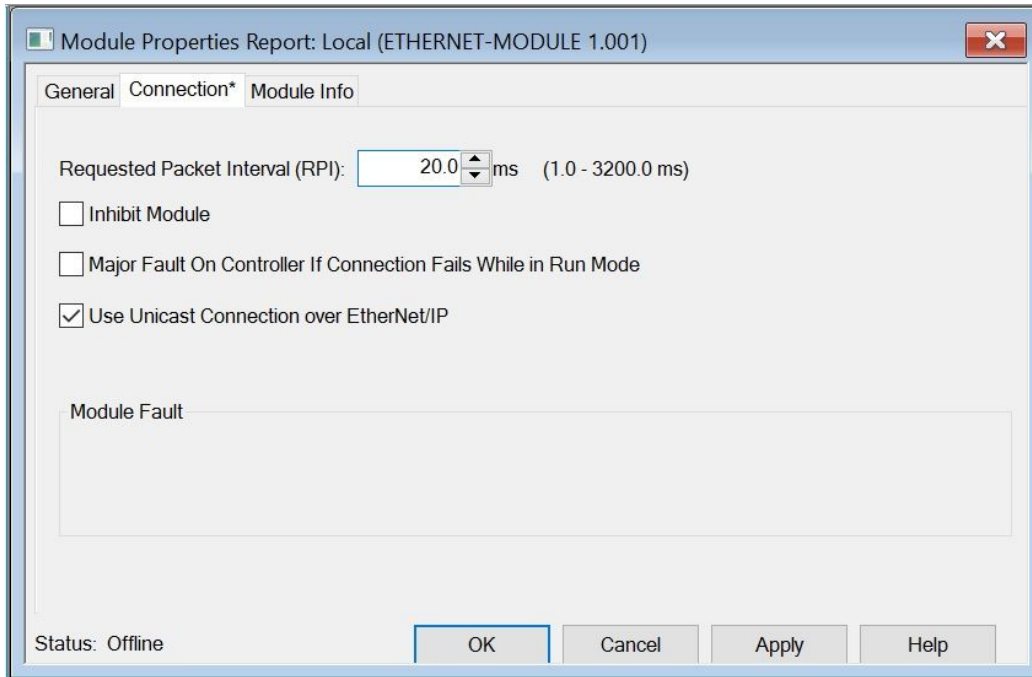 Module Properties Report: Local (ETHERNET-MODULE 1.001)
General Connection* Module Info
Requested Packet Interval (RPI): 20.0 ms (1.0 - 3200.0 ms)
Inhibit Module
Major Fault On Controller If Connection Fails While in Run Mode
Use Unicast Connection over EtherNet/IP
Module Fault
Status: Offline OK Cancel Apply Help